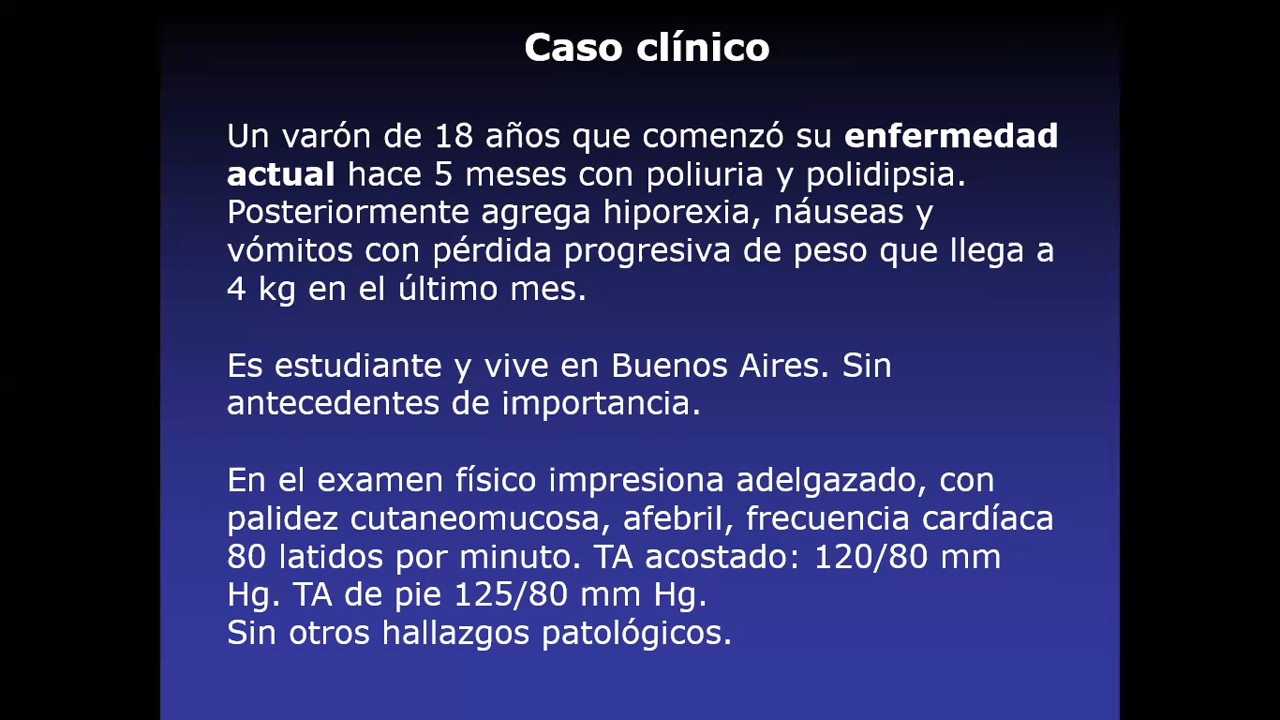 Caso clínico
Un varón de 18 años que comenzó su enfermedad
actual hace 5 meses con poliuria y polidipsia.
Posteriormente agrega hiporexia, náuseas y
vómitos con pérdida progresiva de peso que llega a
4 kg en el último mes.
Es estudiante y vive en Buenos Aires. Sin
antecedentes de importancia.
En el examen físico impresiona adelgazado, con
palidez cutaneomucosa, afebril, frecuencia cardíaca
80 latidos por minuto. TA acostado: 120/80 mm
Hg. TA de pie 125/80 mm Hg.
Sin otros hallazgos patológicos.